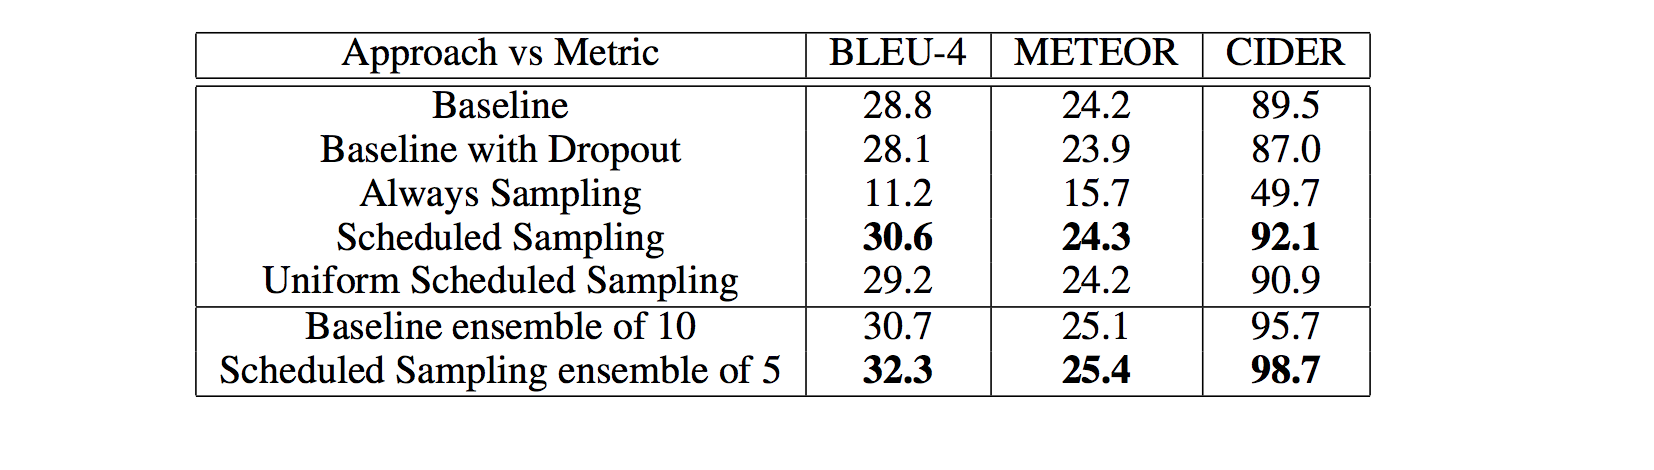 Approach vs Metric BLEU-4 METEOR CIDER
Baseline 28.8 24.2 89.5
Baseline with Dropout 28.1 23.9 87.0
Always Sampling 11.2 15.7 49.7
Scheduled Sampling 30.6 24.3 92.1
Uniform Scheduled Sampling 29.2 24.2 90.9
Baseline ensemble of 10 30.7 25.1 95.7
Scheduled Sampling ensemble of 5 32.3 25.4 98.7